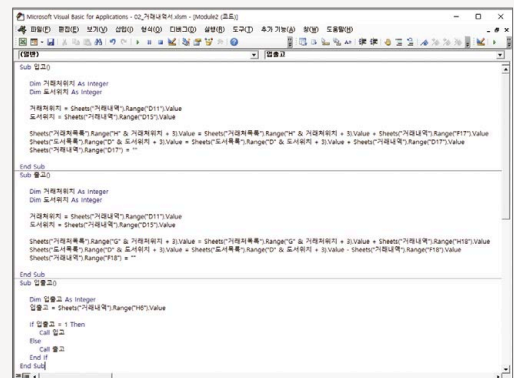 Microsoft Visual Basic for Applications - 02_거래내역서.xlsm - [Module2 (코드)]
파일(F) 편집(E) 보기(V) 삽입(I) 형식(O) 디버그(D) 실행(R) 도구(T) 추가 기능(A) 창(W) 도움말(H)
(일반) 입출고
Sub 입고()
Dim 거래처위치 As Integer
Dim 도서위치 As Integer
거래처위치 = Sheets("거래내역").Range("D11").Value
도서위치 = Sheets("거래내역").Range("D15").Value
Sheets("거래처목록").Range("H" & 거래처위치 + 3).Value = Sheets("거래처목록").Range("H" & 거래처위치 + 3).Value + Sheets("거래내역").Range("F17").Value
Sheets("도서목록").Range("D" & 도서위치 + 3).Value = Sheets("도서목록").Range("D" & 도서위치 + 3).Value + Sheets("거래내역").Range("D17").Value
Sheets("거래내역").Range("D17") = ""
End Sub
Sub 출고()
Dim 거래처위치 As Integer
Dim 도서위치 As Integer
거래처위치 = Sheets("거래내역").Range("D11").Value
도서위치 = Sheets("거래내역").Range("D15").Value
Sheets("거래처목록").Range("G" & 거래처위치 + 3).Value = Sheets("거래처목록").Range("G" & 거래처위치 + 3).Value + Sheets("거래내역").Range("H18").Value
Sheets("도서목록").Range("D" & 도서위치 + 3).Value = Sheets("도서목록").Range("D" & 도서위치 + 3).Value - Sheets("거래내역").Range("F18").Value
Sheets("거래내역").Range("F18") = ""
End Sub
Sub 입출고()
Dim 입출고 As Integer
입출고 = Sheets("거래내역").Range("H6").Value
If 입출고 = 1 Then
Call 입고
Else
Call 출고
End If
End Sub